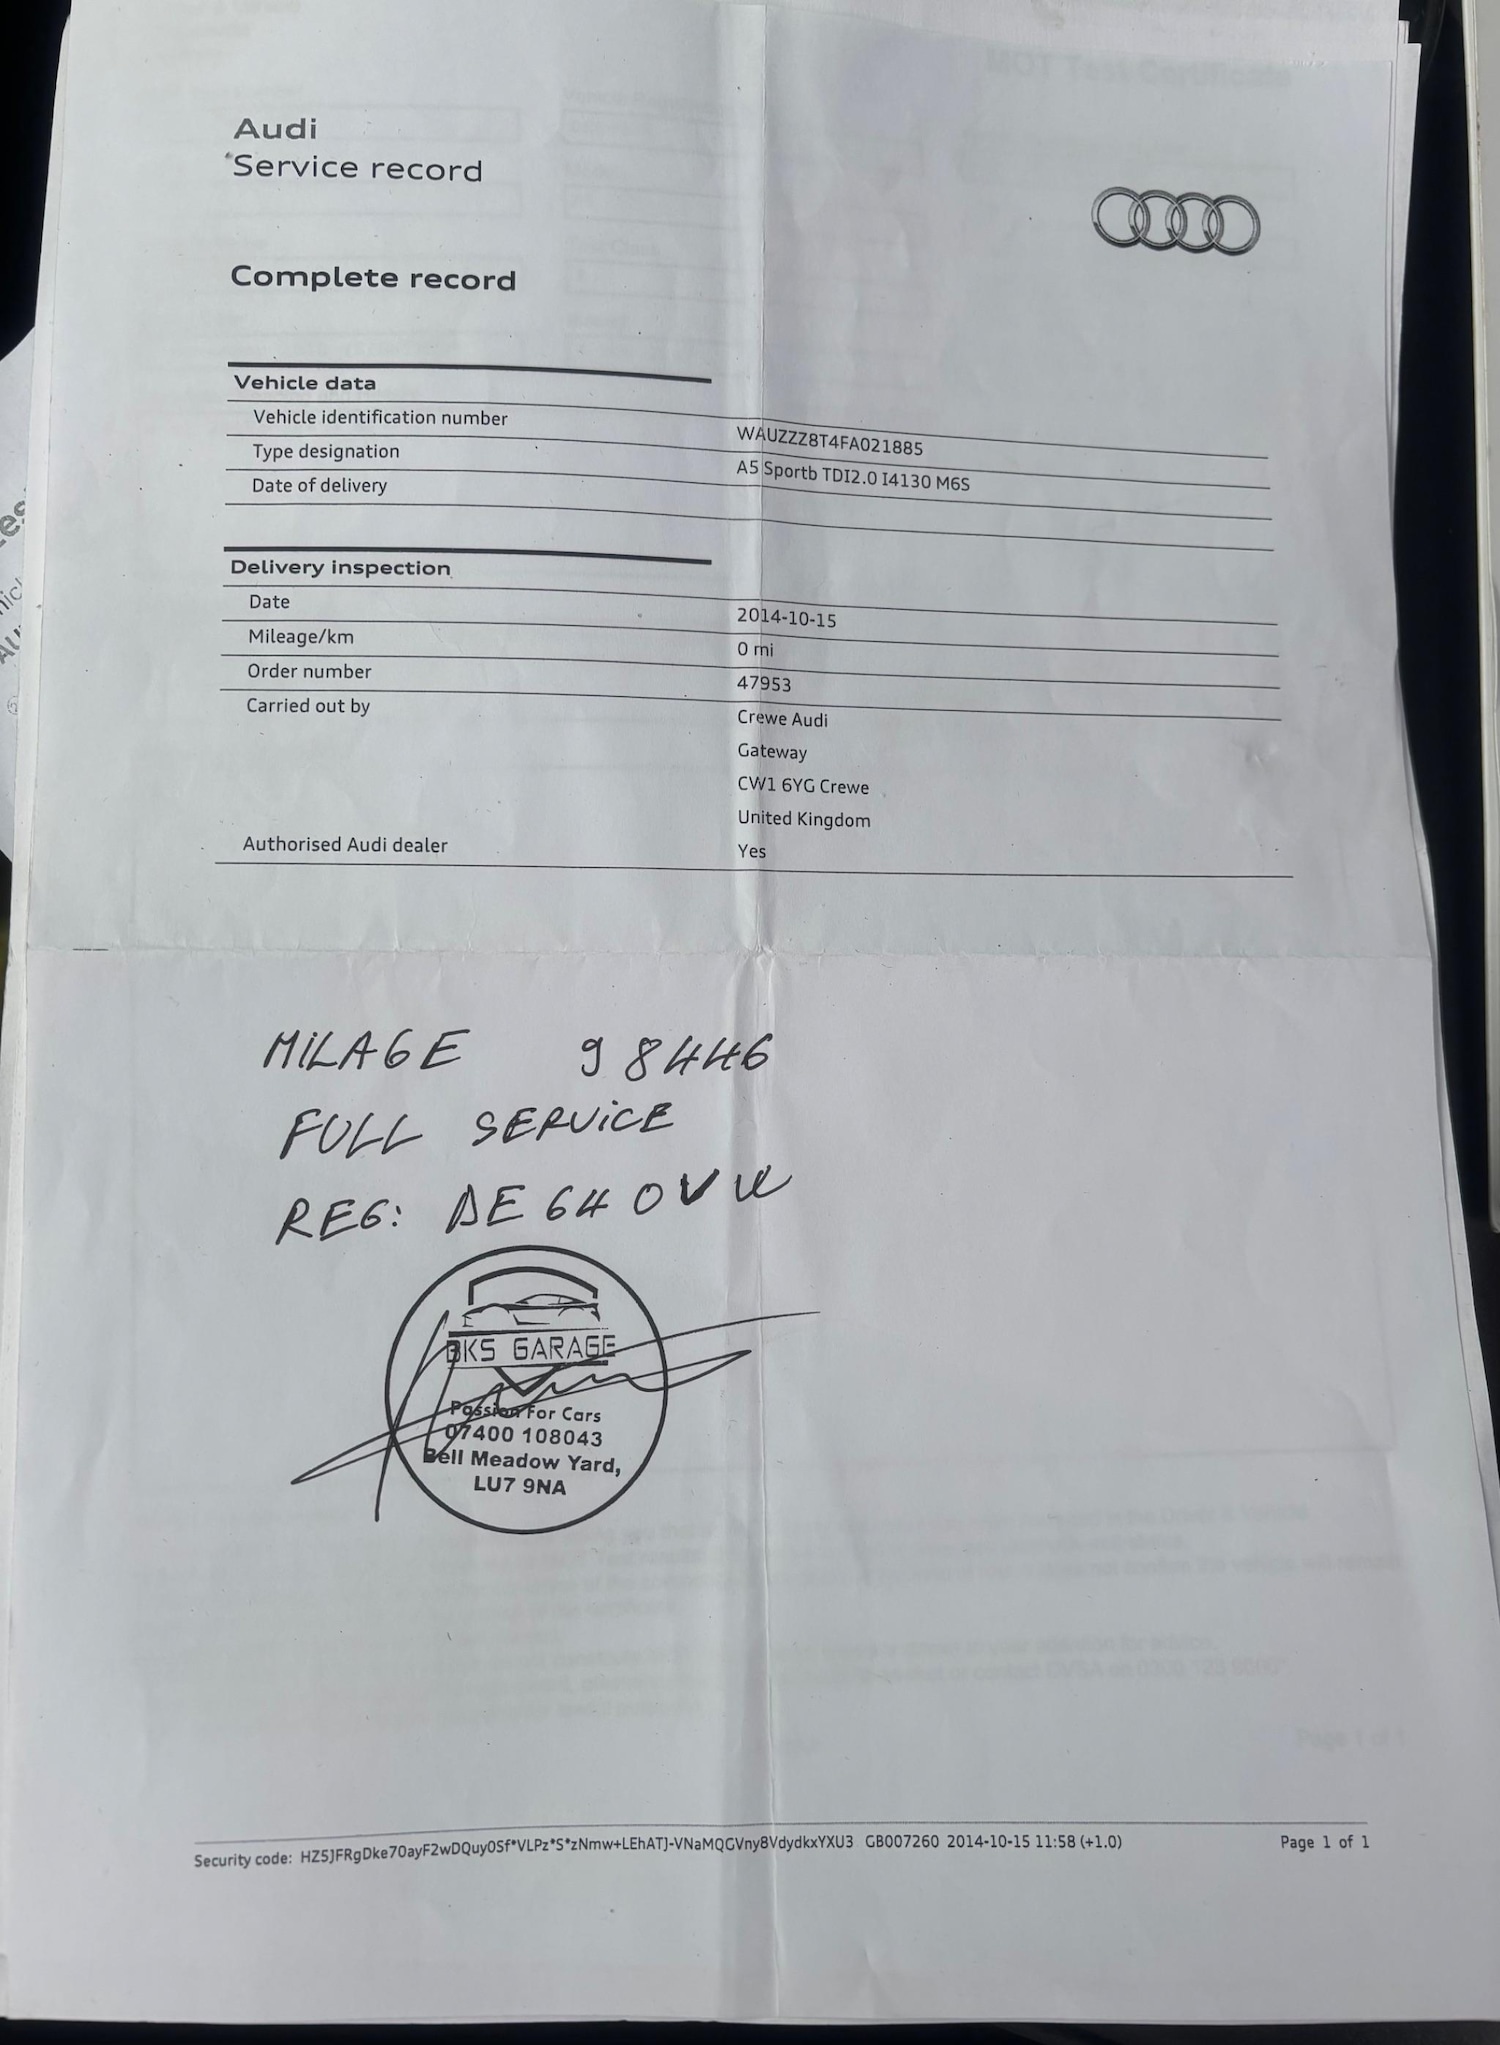 Audi
Service record
Complete record
Vehicle data
Vehicle identification number WAUZZZ8T4FA021885
Type designation A5 Sportb TDI2.0 I4130 M6S
Date of delivery
Delivery inspection
Date 2014-10-15
Mileage/km 0 mi
Order number 47953
Carried out by Crewe Audi
Gateway
CW1 6YG Crewe
United Kingdom
Authorised Audi dealer Yes
MiLAGE 98446
FULL SERViCE
REG: DE64 OVK
BKS GARAGE
Passion For Cars
07400 108043
Bell Meadow Yard,
LU7 9NA
Security code: HZ5JFRgDke70ayF2wDQuy0Sf*VLPz*S*zNmw+LEhATJ-VNaMQGVny8VdydkxYXU3 GB007260 2014-10-15 11:58 (+1.0) Page 1 of 1